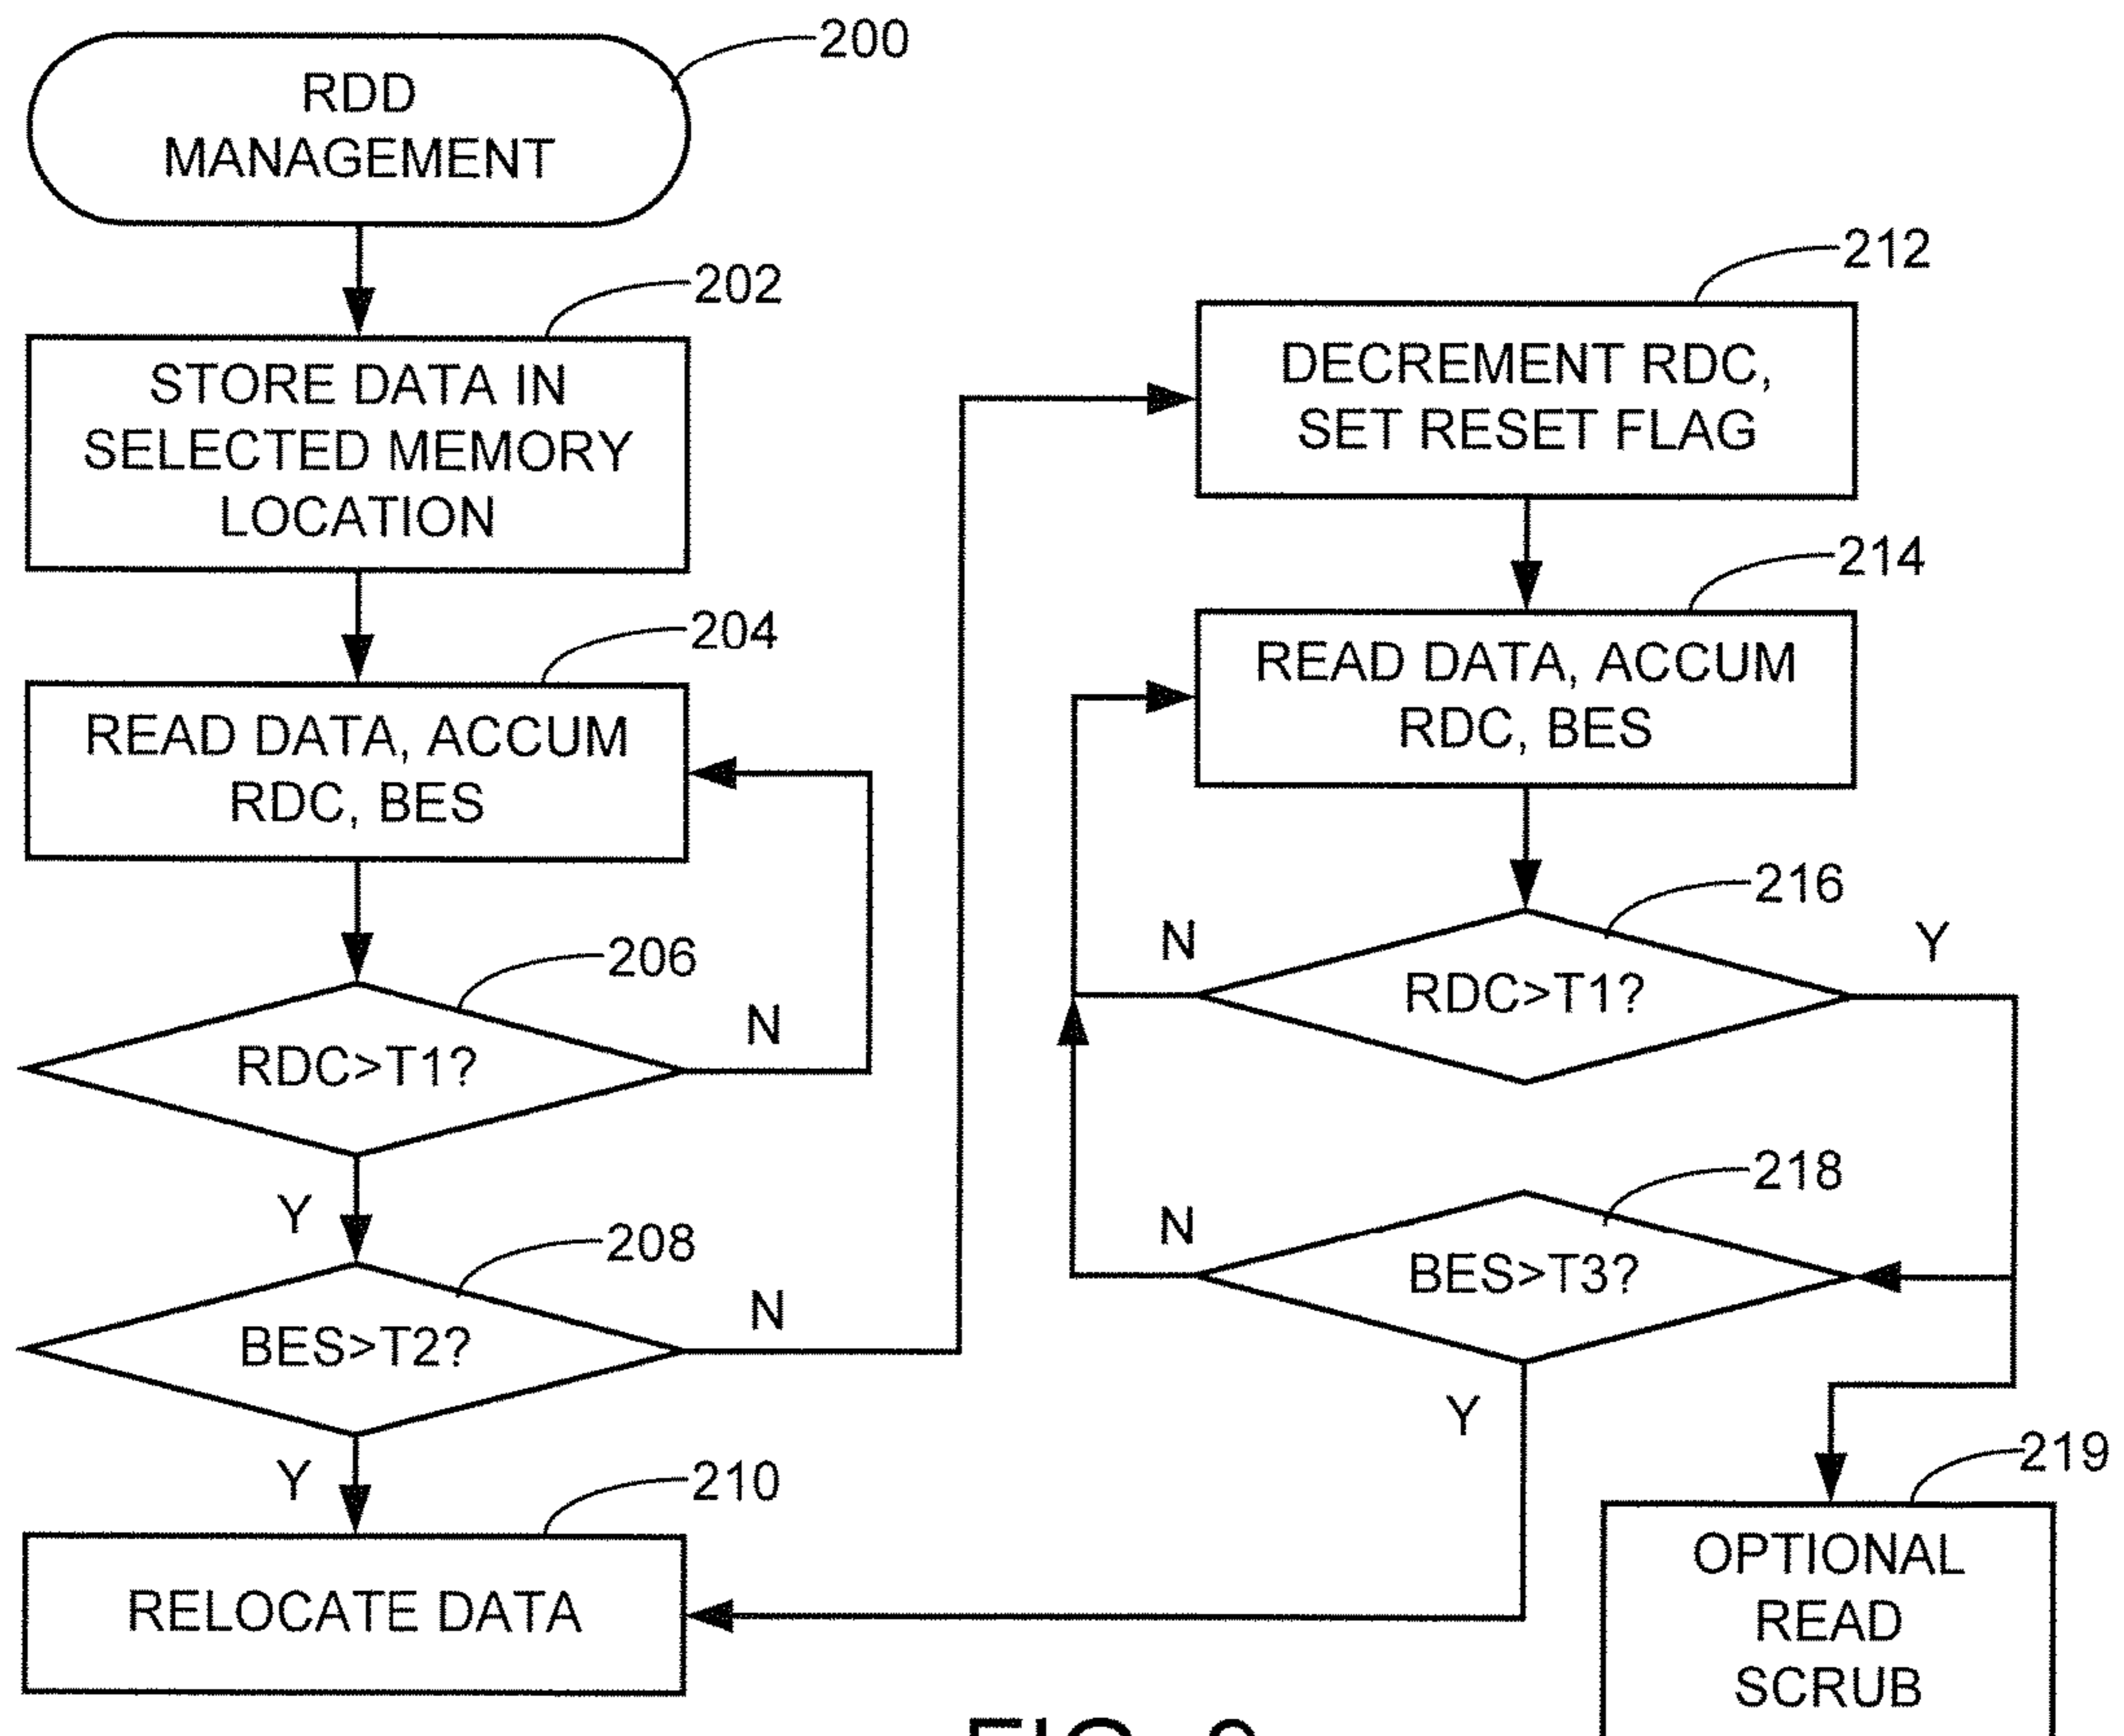 RDD
MANAGEMENT
200
STORE DATA IN
SELECTED MEMORY
LOCATION
202
READ DATA, ACCUM
RDC, BES
204
RDC>T1?
206
N
Y
BES>T2?
208
N
Y
RELOCATE DATA
210
DECREMENT RDC,
SET RESET FLAG
212
READ DATA, ACCUM
RDC, BES
214
RDC>T1?
216
N
Y
BES>T3?
218
N
Y
OPTIONAL
READ
SCRUB
219